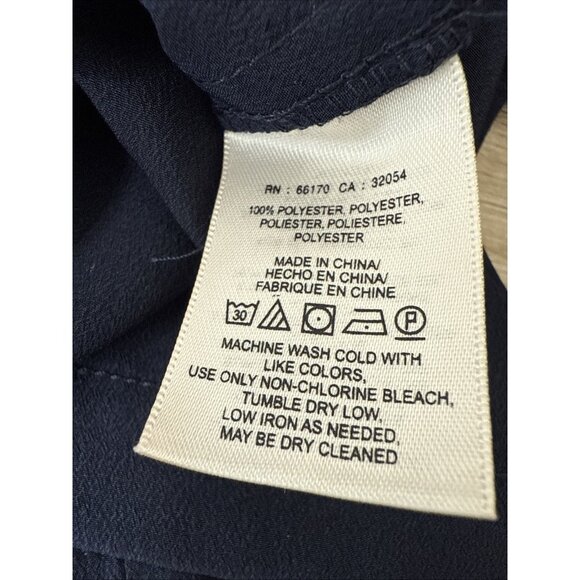 RN : 66170 CA : 32054
100% POLYESTER, POLYESTER,
POLIESTER, POLIESTERE,
POLYESTER
MADE IN CHINA/
HECHO EN CHINA/
FABRIQUE EN CHINE
30 P
MACHINE WASH COLD WITH
LIKE COLORS,
USE ONLY NON-CHLORINE BLEACH,
TUMBLE DRY LOW,
LOW IRON AS NEEDED,
MAY BE DRY CLEANED